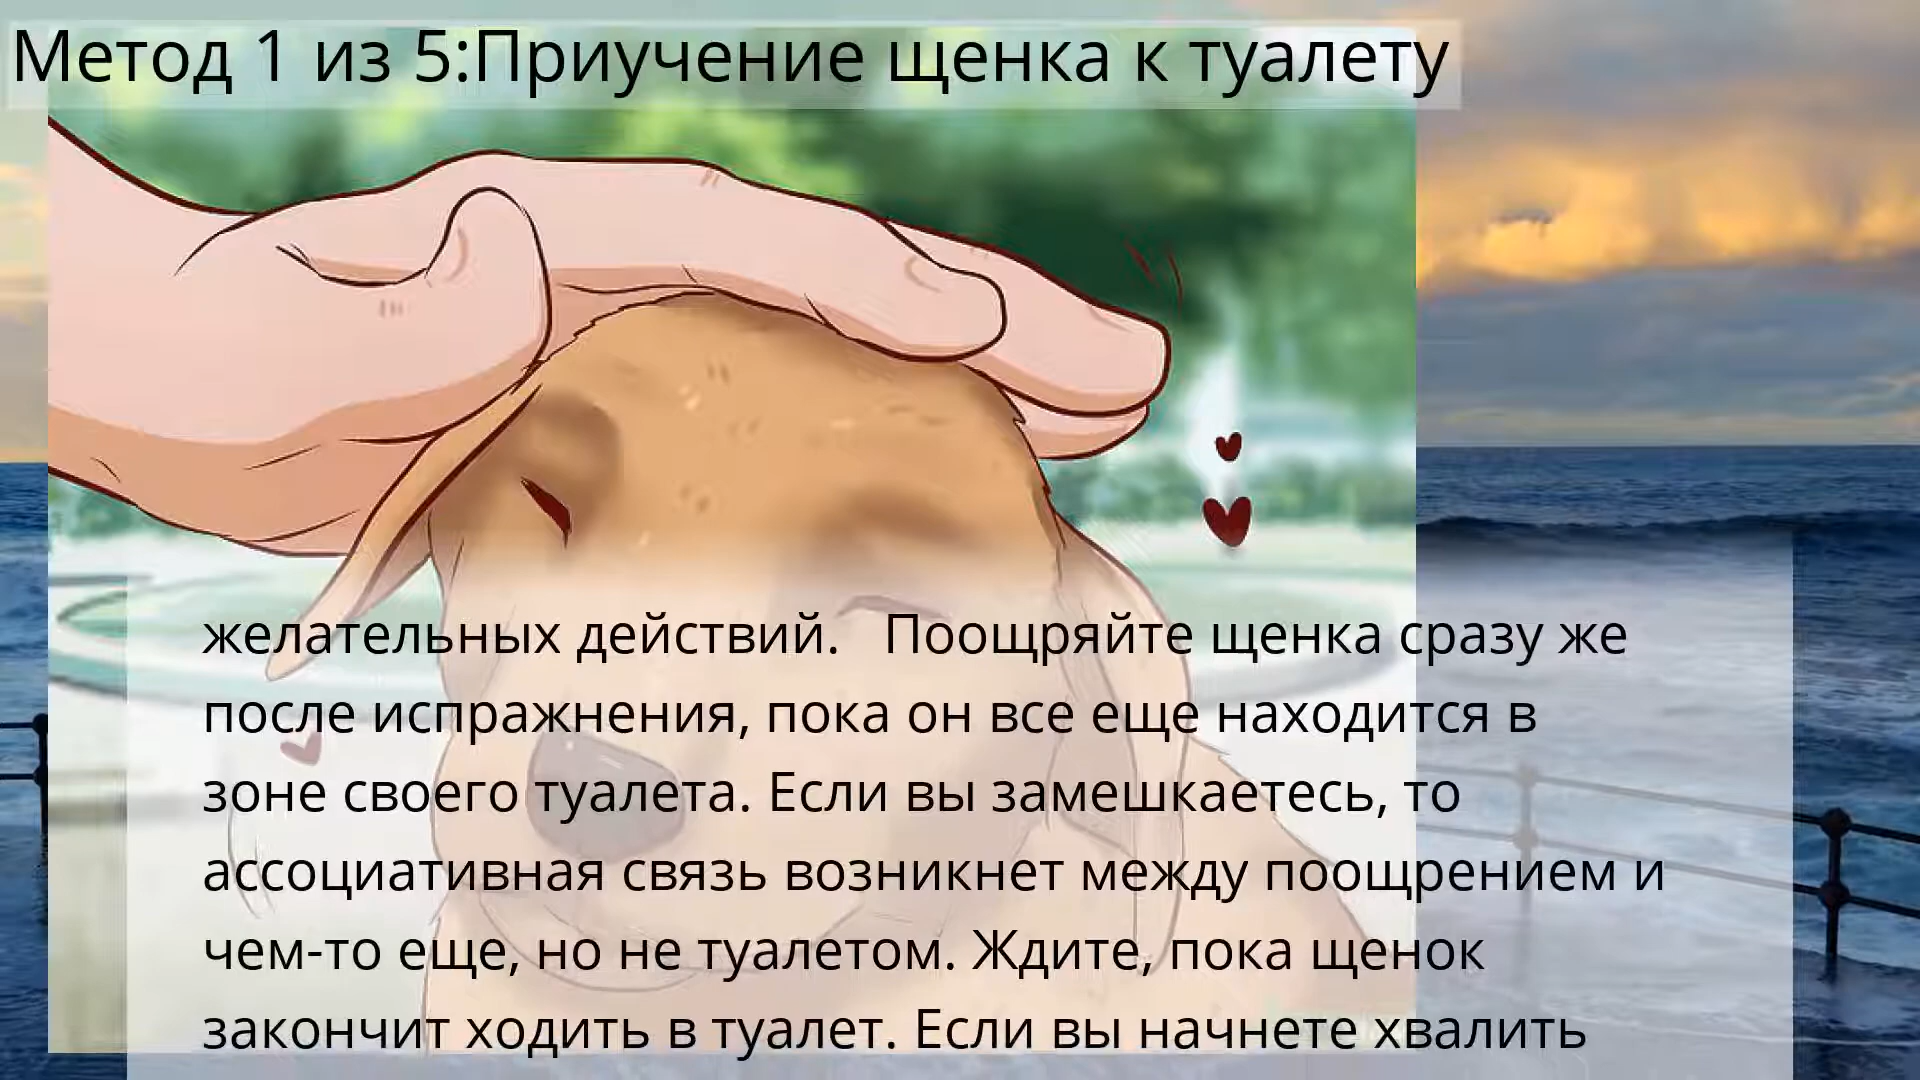 Метод 1 из 5:Приучение щенка к туалету
желательных действий.   Поощряйте щенка сразу же
после испражнения, пока он все еще находится в
зоне своего туалета. Если вы замешкаетесь, то
ассоциативная связь возникнет между поощрением и
чем-то еще, но не туалетом. Ждите, пока щенок
закончит ходить в туалет. Если вы начнете хвалить